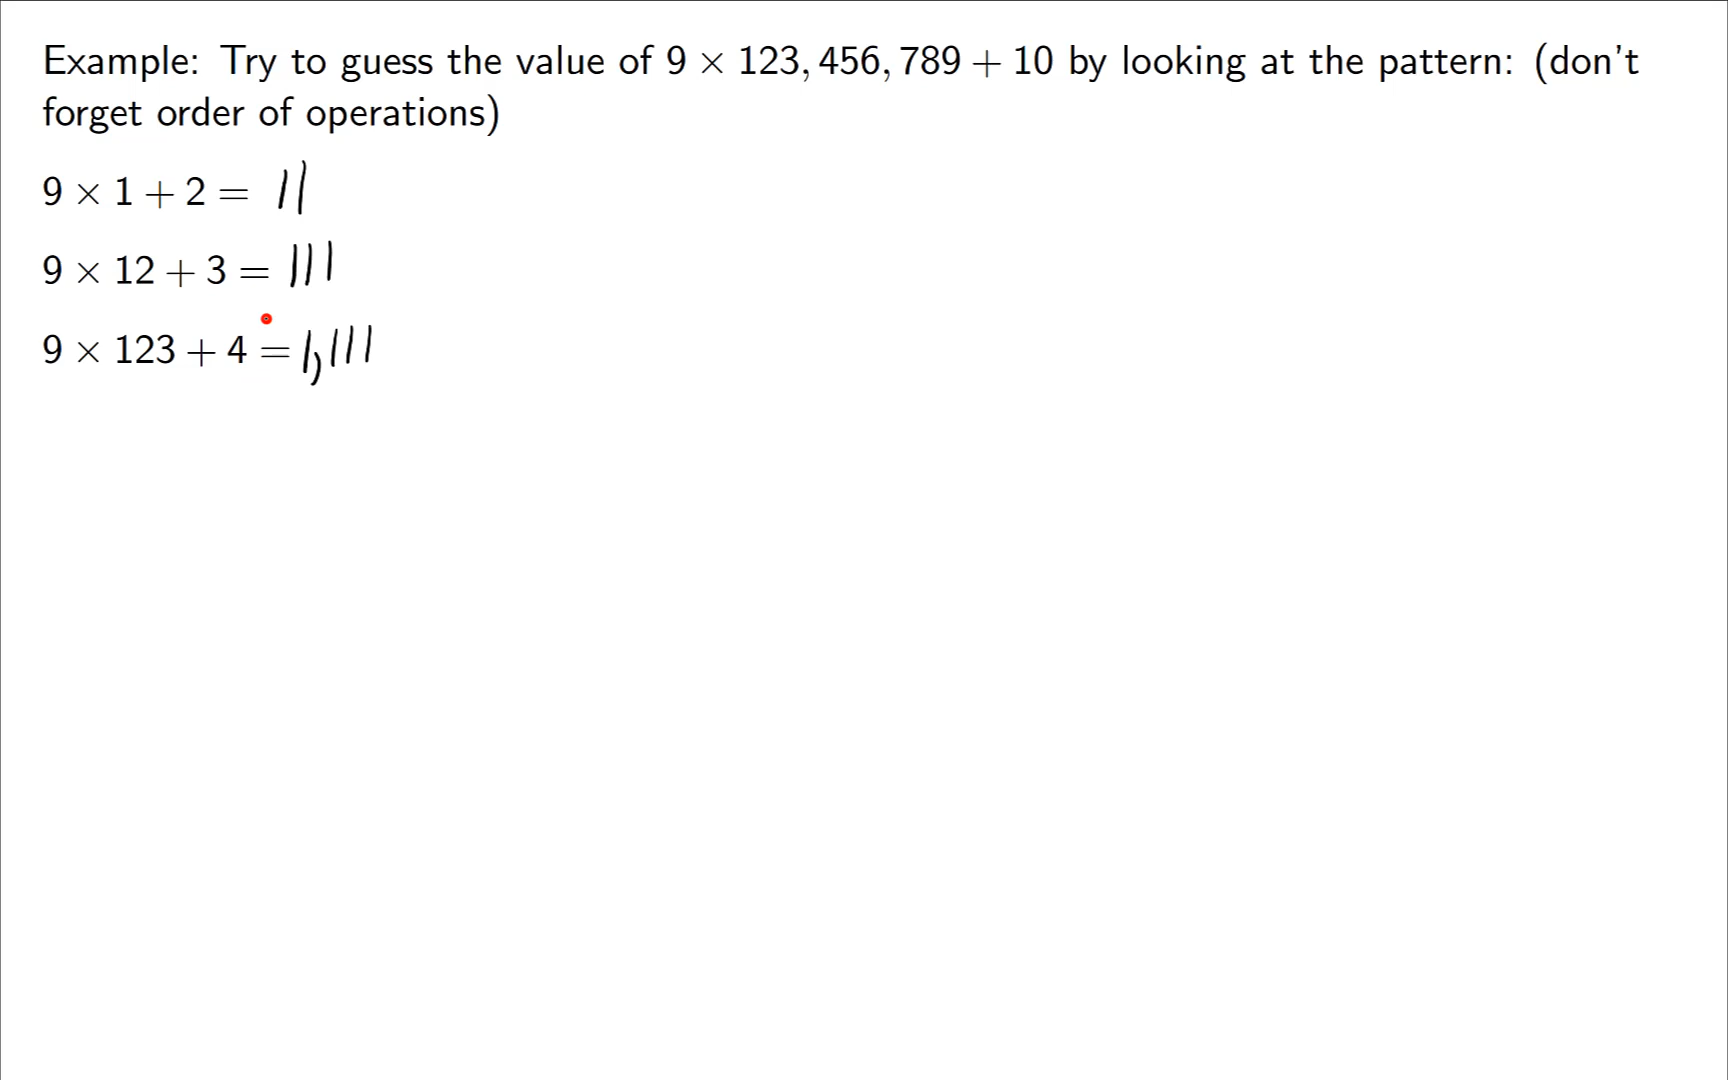 Example: Try to guess the value of 9 × 123, 456, 789 + 10 by looking at the pattern: (don't
forget order of operations)
9 × 1 + 2 = 11
9 × 12 + 3 = 111
9 × 123 + 4 = 1,111